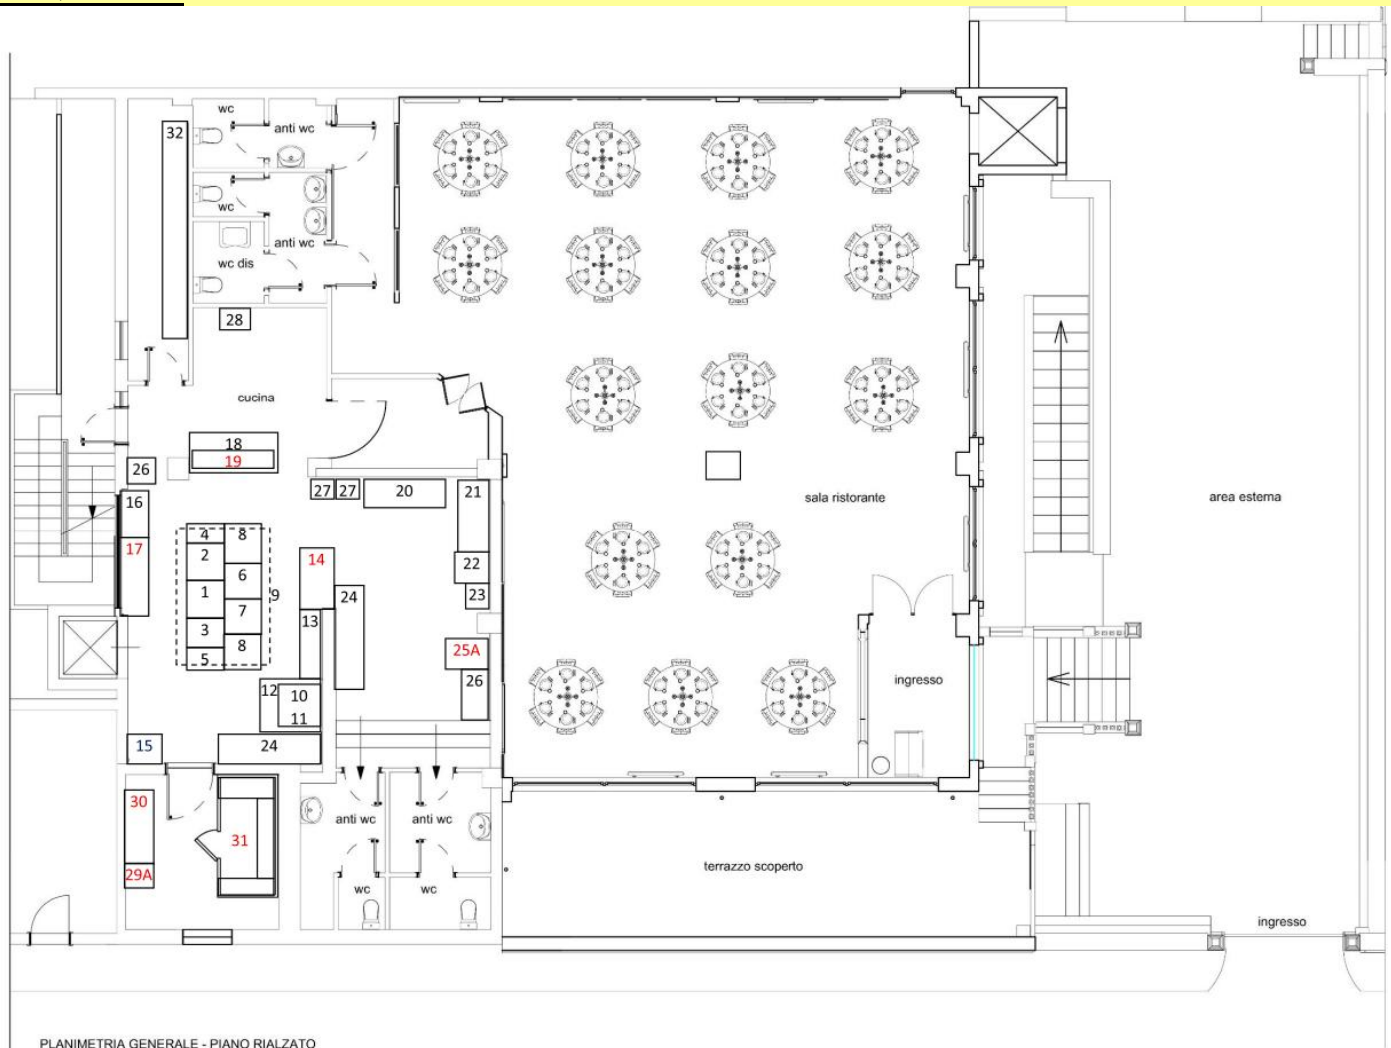 wc
anti wc
32
wc
anti wc
wc dis
28
cucina
18
19
26
27
27
20
21
16
17
4
8
2
6
1
9
7
3
8
5
14
24
13
22
23
25A
26
12
10
11
15
24
30
31
29A
anti wc
anti wc
wc
wc
sala ristorante
area esterna
ingresso
terrazzo scoperto
ingresso
PLANIMETRIA GENERALE - PIANO RIALZATO